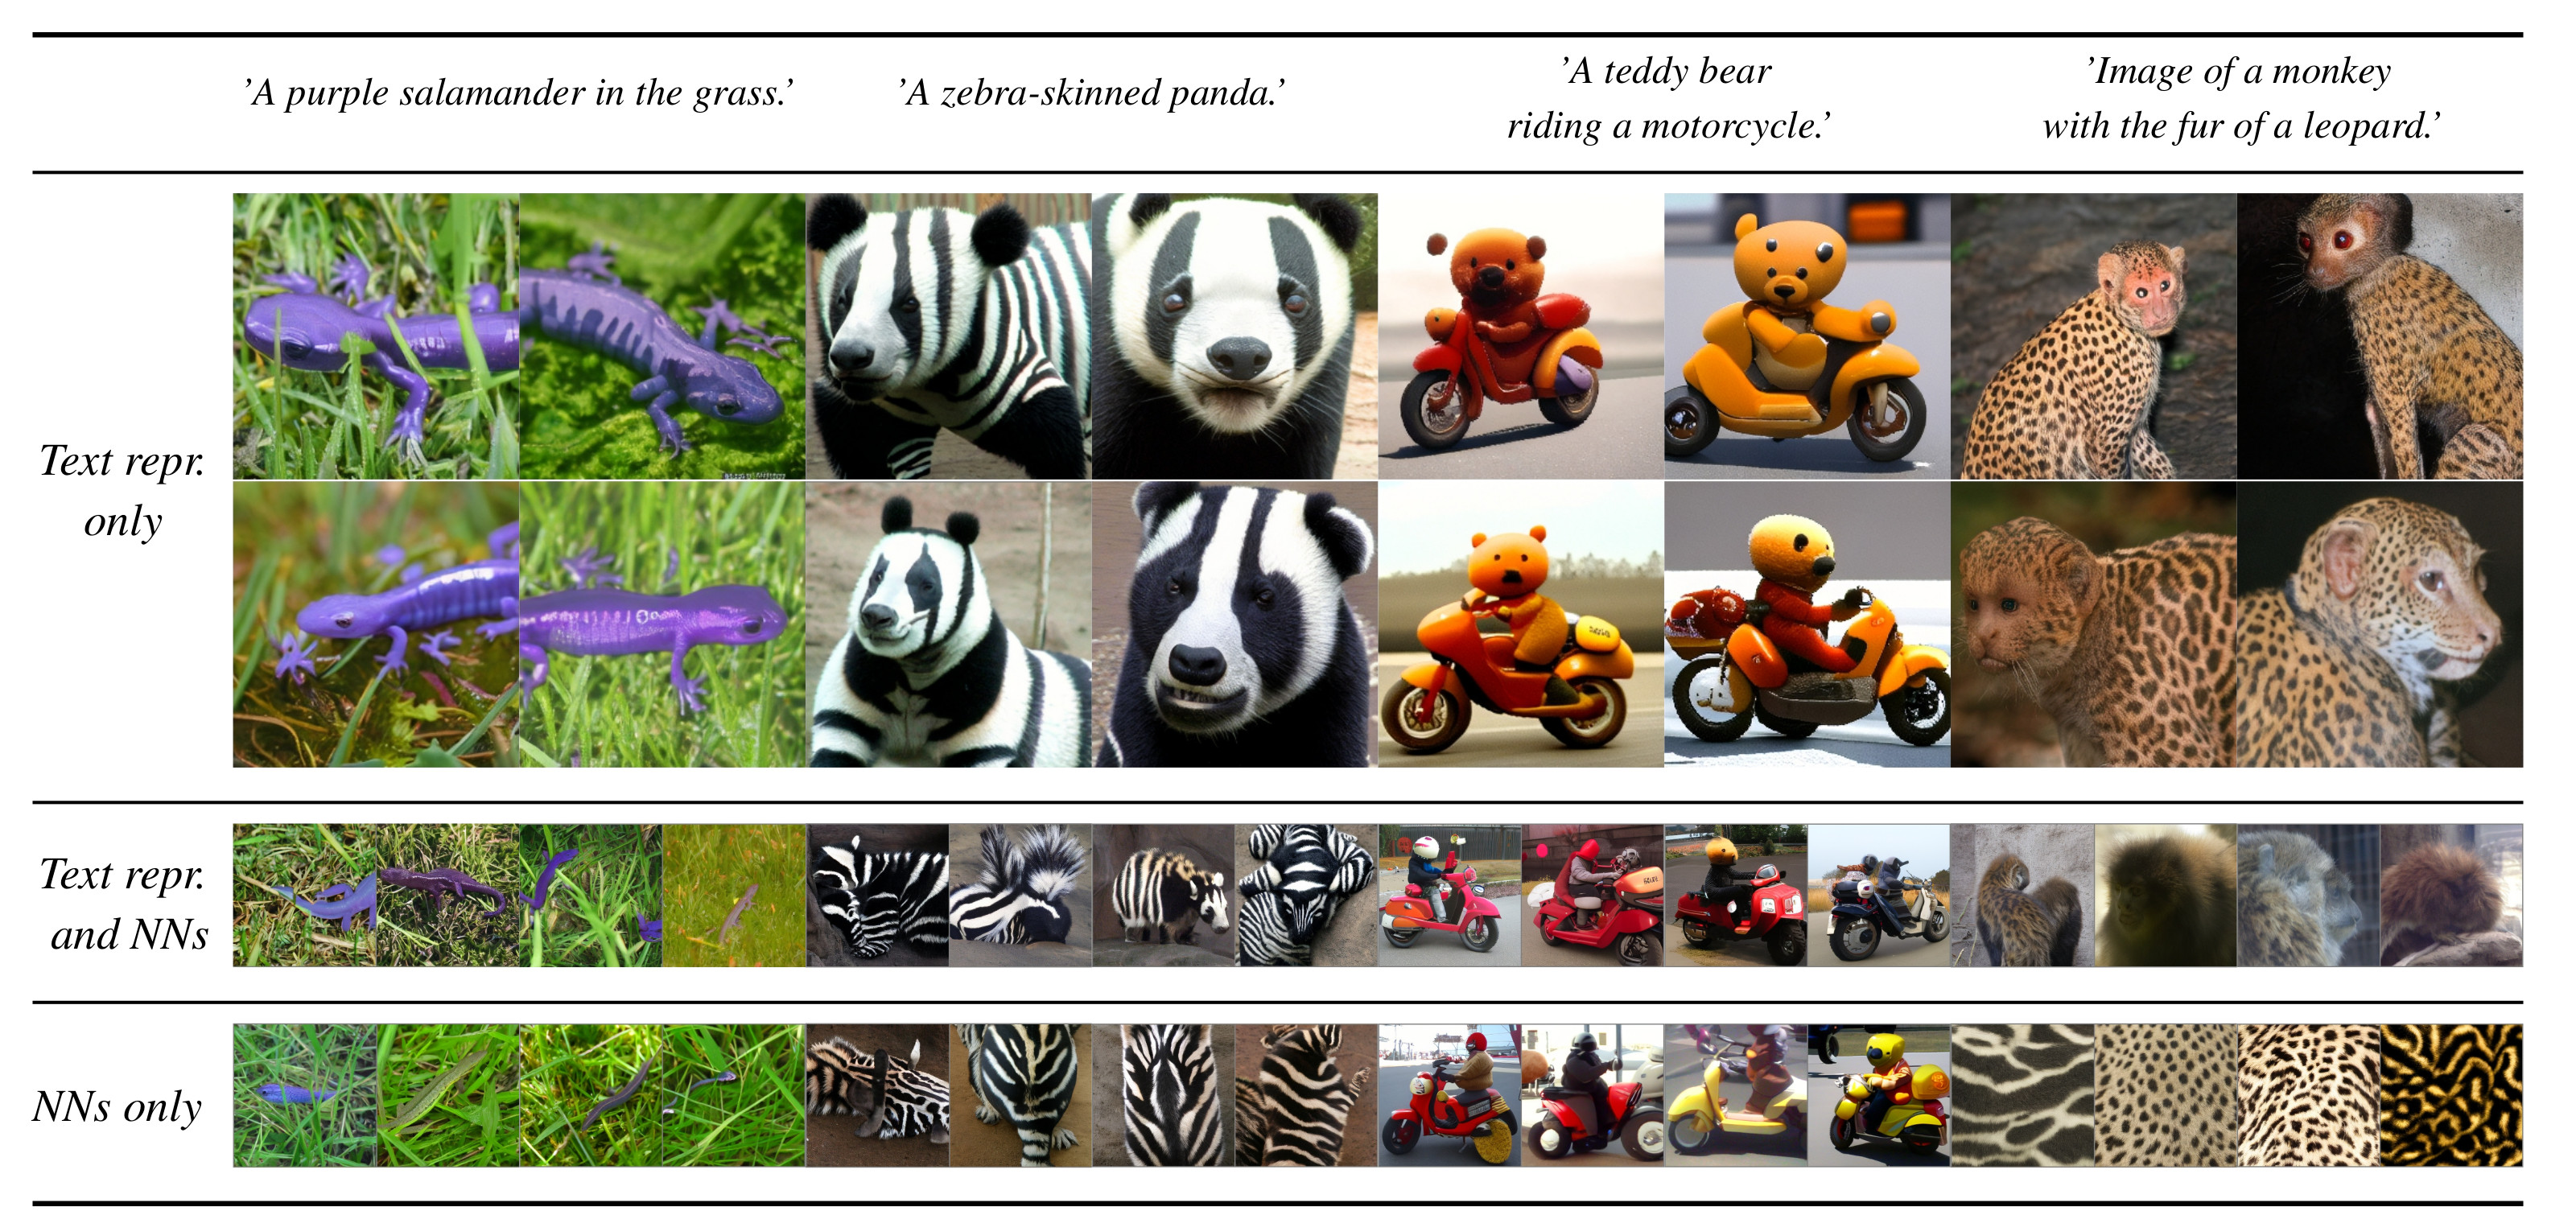 ’A purple salamander in the grass.’
’A zebra-skinned panda.’
’A teddy bear
riding a motorcycle.’
’Image of a monkey
with the fur of a leopard.’
Text repr.
only
Text repr.
and NNs
NNs only